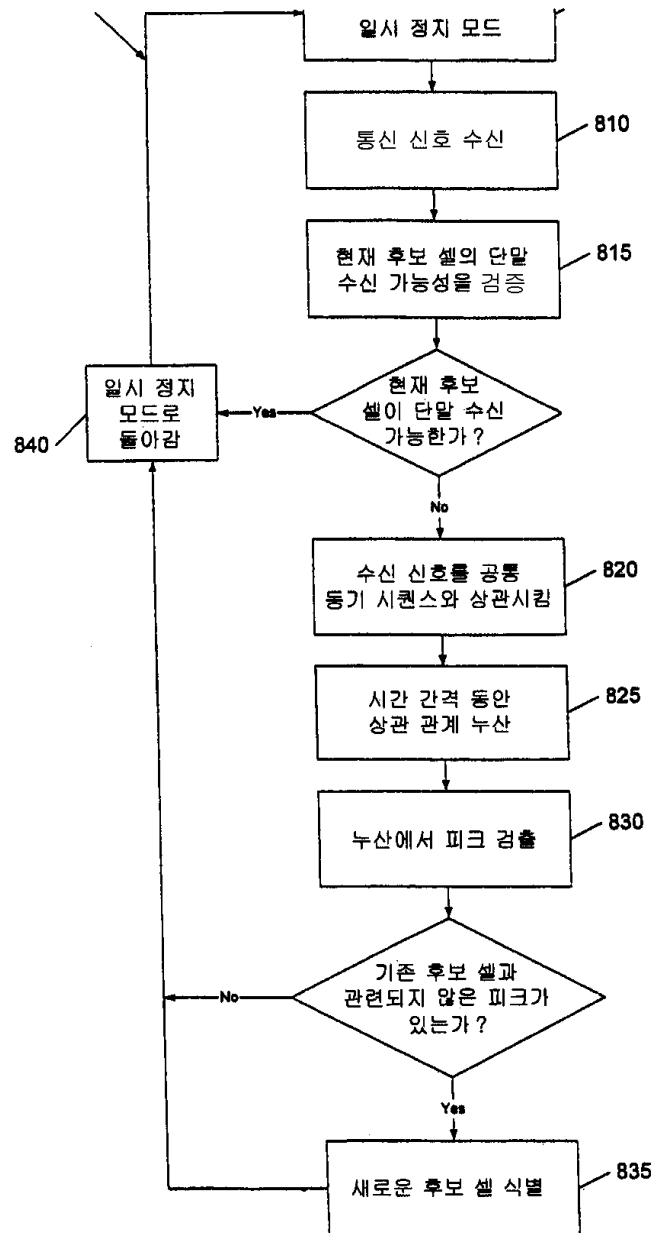 일시 정지 모드
통신 신호 수신
810
현재 후보 셀의 단말
수신 가능성을 검증
815
현재 후보
셀이 단말 수신
가능한가?
Yes
일시 정지
모드로
돌아감
840
No
수신 신호를 공통
동기 시퀀스와 상관시킴
820
시간 간격 동안
상관 관계 누산
825
누산에서 피크 검출
830
기존 후보 셀과
관련되지 않은 피크가
있는가?
No
Yes
새로운 후보 셀 식별
835